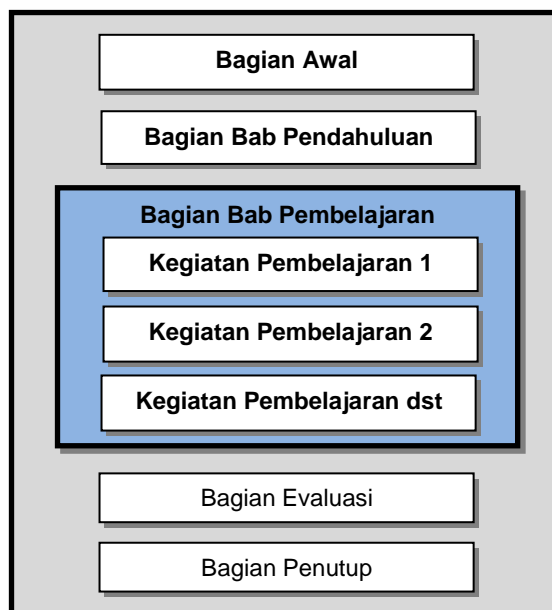 Bagian Awal
Bagian Bab Pendahuluan
Bagian Bab Pembelajaran
Kegiatan Pembelajaran 1
Kegiatan Pembelajaran 2
Kegiatan Pembelajaran dst
Bagian Evaluasi
Bagian Penutup